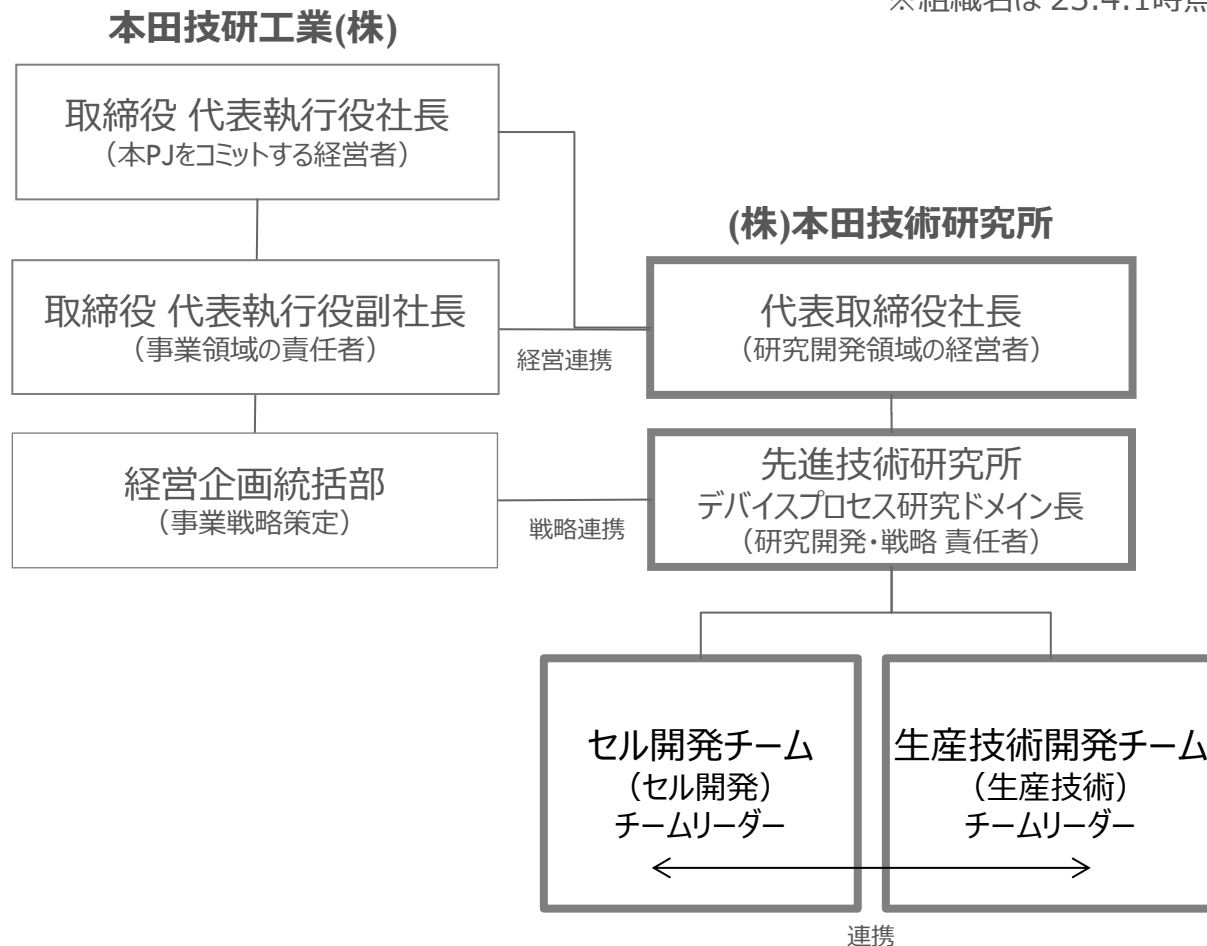 ※組織名は 25.4.1時点
本田技研工業(株)
取締役 代表執行役社長
（本PJをコミットする経営者）
(株)本田技術研究所
取締役 代表執行役副社長
（事業領域の責任者）
経営連携
代表取締役社長
（研究開発領域の経営者）
経営企画統括部
（事業戦略策定）
戦略連携
先進技術研究所
デバイスプロセス研究ドメイン長
（研究開発・戦略 責任者）
セル開発チーム
（セル開発）
チームリーダー
生産技術開発チーム
（生産技術）
チームリーダー
連携